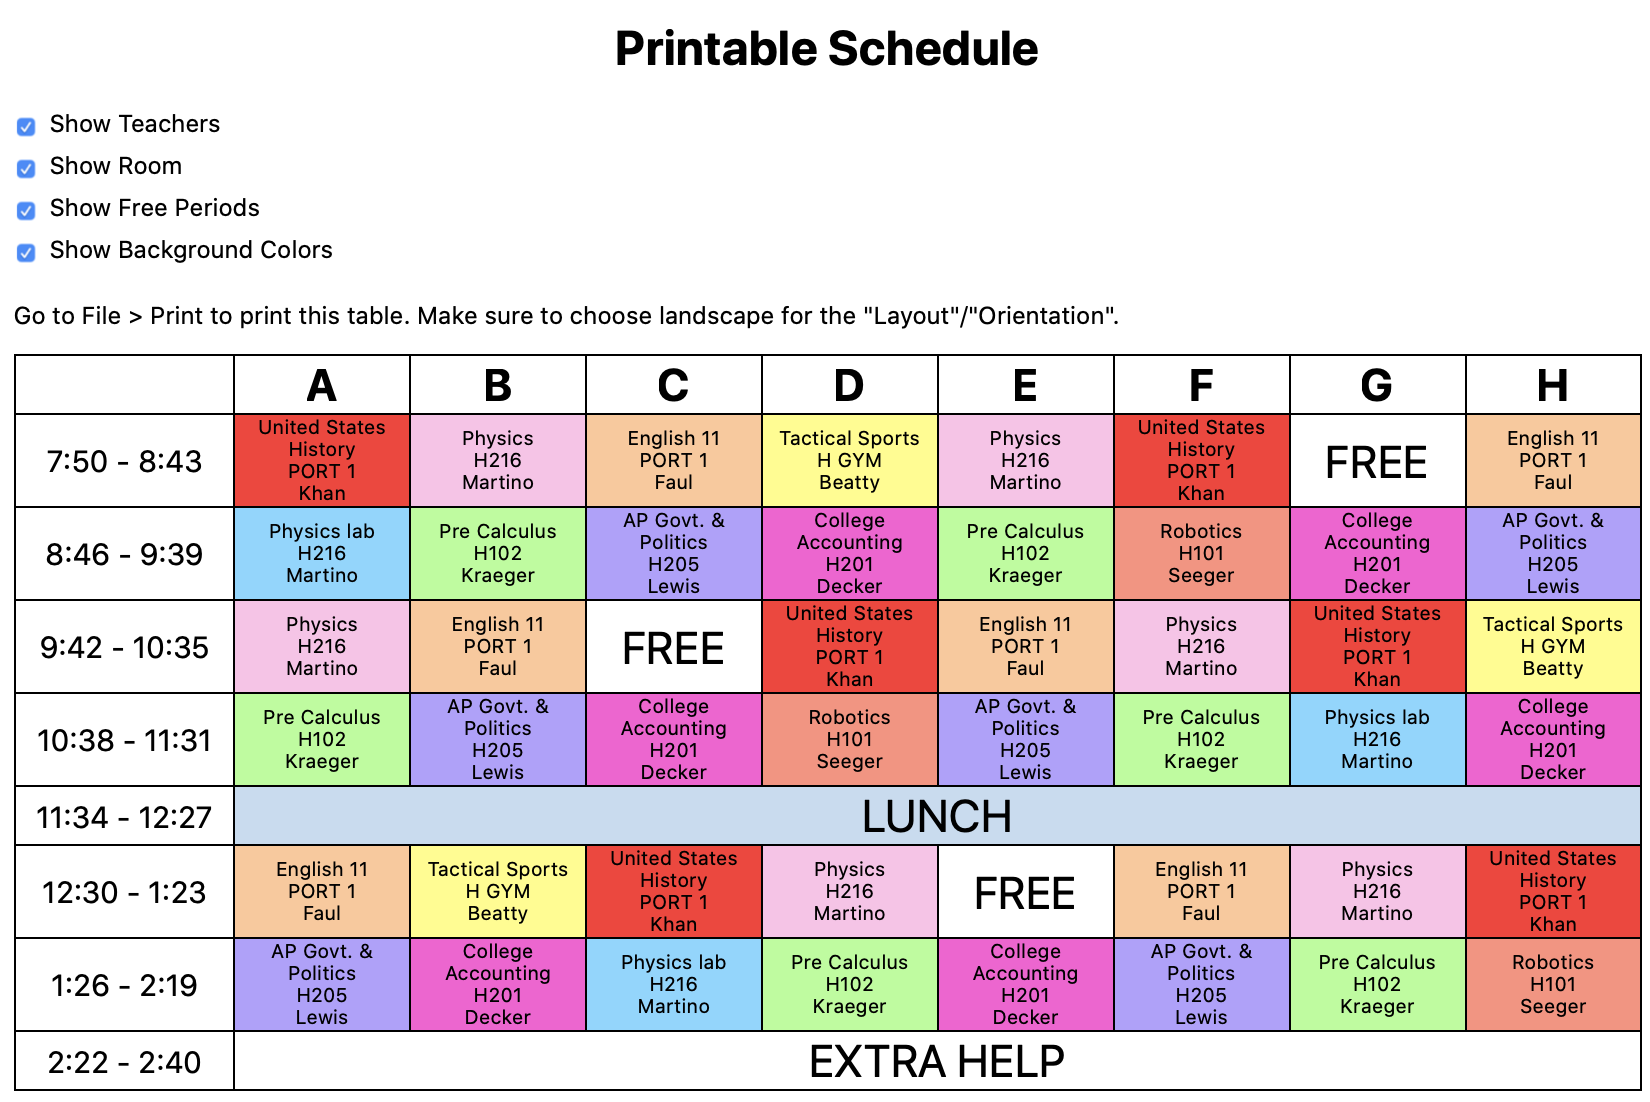 Printable Schedule
Show Teachers
Show Room
Show Free Periods
Show Background Colors
Go to File > Print to print this table. Make sure to choose landscape for the "Layout"/"Orientation".
A B C D E F G H
7:50 - 8:43
United States
History
PORT 1
Khan
Physics
H216
Martino
English 11
PORT 1
Faul
Tactical Sports
H GYM
Beatty
Physics
H216
Martino
United States
History
PORT 1
Khan
FREE
English 11
PORT 1
Faul
8:46 - 9:39
Physics lab
H216
Martino
Pre Calculus
H102
Kraeger
AP Govt. &
Politics
H205
Lewis
College
Accounting
H201
Decker
Pre Calculus
H102
Kraeger
Robotics
H101
Seeger
College
Accounting
H201
Decker
AP Govt. &
Politics
H205
Lewis
9:42 - 10:35
Physics
H216
Martino
English 11
PORT 1
Faul
FREE
United States
History
PORT 1
Khan
English 11
PORT 1
Faul
Physics
H216
Martino
United States
History
PORT 1
Khan
Tactical Sports
H GYM
Beatty
10:38 - 11:31
Pre Calculus
H102
Kraeger
AP Govt. &
Politics
H205
Lewis
College
Accounting
H201
Decker
Robotics
H101
Seeger
AP Govt. &
Politics
H205
Lewis
Pre Calculus
H102
Kraeger
Physics lab
H216
Martino
College
Accounting
H201
Decker
11:34 - 12:27
LUNCH
12:30 - 1:23
English 11
PORT 1
Faul
Tactical Sports
H GYM
Beatty
United States
History
PORT 1
Khan
Physics
H216
Martino
FREE
English 11
PORT 1
Faul
Physics
H216
Martino
United States
History
PORT 1
Khan
1:26 - 2:19
AP Govt. &
Politics
H205
Lewis
College
Accounting
H201
Decker
Physics lab
H216
Martino
Pre Calculus
H102
Kraeger
College
Accounting
H201
Decker
AP Govt. &
Politics
H205
Lewis
Pre Calculus
H102
Kraeger
Robotics
H101
Seeger
2:22 - 2:40
EXTRA HELP